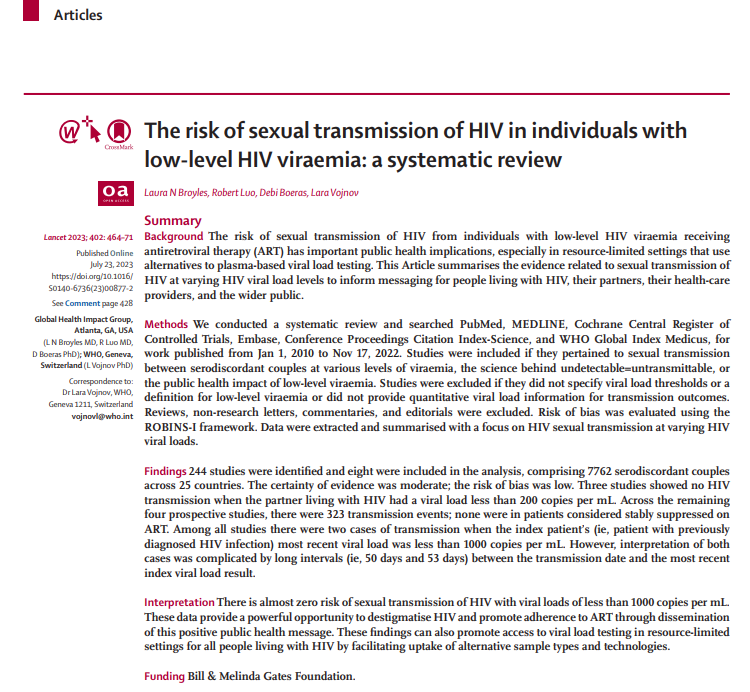 Articles
The risk of sexual transmission of HIV in individuals with
low-level HIV viraemia: a systematic review
W
CrossMark
oa
OPEN ACCESS
Laura N Broyles, Robert Luo, Debi Boeras, Lara Vojnov
Lancet 2023; 402: 464–71
Published Online
July 23, 2023
https://doi.org/10.1016/
S0140-6736(23)00877-2
See Comment page 428
Global Health Impact Group,
Atlanta, GA, USA
(L N Broyles MD, R Luo MD,
D Boeras PhD); WHO, Geneva,
Switzerland (L Vojnov PhD)
Correspondence to:
Dr Lara Vojnov, WHO,
Geneva 1211, Switzerland
vojnovl@who.int
Summary
Background The risk of sexual transmission of HIV from individuals with low-level HIV viraemia receiving
antiretroviral therapy (ART) has important public health implications, especially in resource-limited settings that use
alternatives to plasma-based viral load testing. This Article summarises the evidence related to sexual transmission of
HIV at varying HIV viral load levels to inform messaging for people living with HIV, their partners, their health-care
providers, and the wider public.
Methods We conducted a systematic review and searched PubMed, MEDLINE, Cochrane Central Register of
Controlled Trials, Embase, Conference Proceedings Citation Index-Science, and WHO Global Index Medicus, for
work published from Jan 1, 2010 to Nov 17, 2022. Studies were included if they pertained to sexual transmission
between serodiscordant couples at various levels of viraemia, the science behind undetectable=untransmittable, or
the public health impact of low-level viraemia. Studies were excluded if they did not specify viral load thresholds or a
definition for low-level viraemia or did not provide quantitative viral load information for transmission outcomes.
Reviews, non-research letters, commentaries, and editorials were excluded. Risk of bias was evaluated using the
ROBINS-I framework. Data were extracted and summarised with a focus on HIV sexual transmission at varying HIV
viral loads.
Findings 244 studies were identified and eight were included in the analysis, comprising 7762 serodiscordant couples
across 25 countries. The certainty of evidence was moderate; the risk of bias was low. Three studies showed no HIV
transmission when the partner living with HIV had a viral load less than 200 copies per mL. Across the remaining
four prospective studies, there were 323 transmission events; none were in patients considered stably suppressed on
ART. Among all studies there were two cases of transmission when the index patient's (ie, patient with previously
diagnosed HIV infection) most recent viral load was less than 1000 copies per mL. However, interpretation of both
cases was complicated by long intervals (ie, 50 days and 53 days) between the transmission date and the most recent
index viral load result.
Interpretation There is almost zero risk of sexual transmission of HIV with viral loads of less than 1000 copies per mL.
These data provide a powerful opportunity to destigmatise HIV and promote adherence to ART through dissemination
of this positive public health message. These findings can also promote access to viral load testing in resource-limited
settings for all people living with HIV by facilitating uptake of alternative sample types and technologies.
Funding Bill & Melinda Gates Foundation.